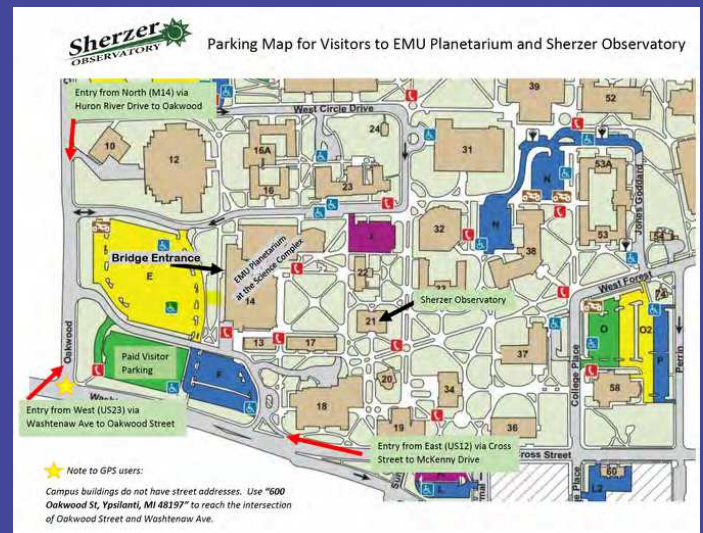 Sherzer
OBSERVATORY
Parking Map for Visitors to EMU Planetarium and Sherzer Observatory
Entry from North (M14) via
Huron River Drive to Oakwood
West Circle Drive
39
52
10
12
16A
16
24
23
31
N
53A
53
Jones Goddard
E
Bridge Entrance
EMU Planetarium
at the Science Complex
14
22
32
N
38
West Forest
Sherzer Observatory
21
13
17
Oakwood
Paid Visitor
Parking
F
18
20
34
37
19
36
College Place
O
O2
P
Perrin
74
58
60
L2
L
Entry from West (US23) via
Washtenaw Ave to Oakwood Street
Entry from East (US12) via Cross
Street to McKenny Drive
Cross Street
Note to GPS users:
Campus buildings do not have street addresses. Use "600
Oakwood St, Ypsilanti, MI 48197" to reach the intersection
of Oakwood Street and Washtenaw Ave.